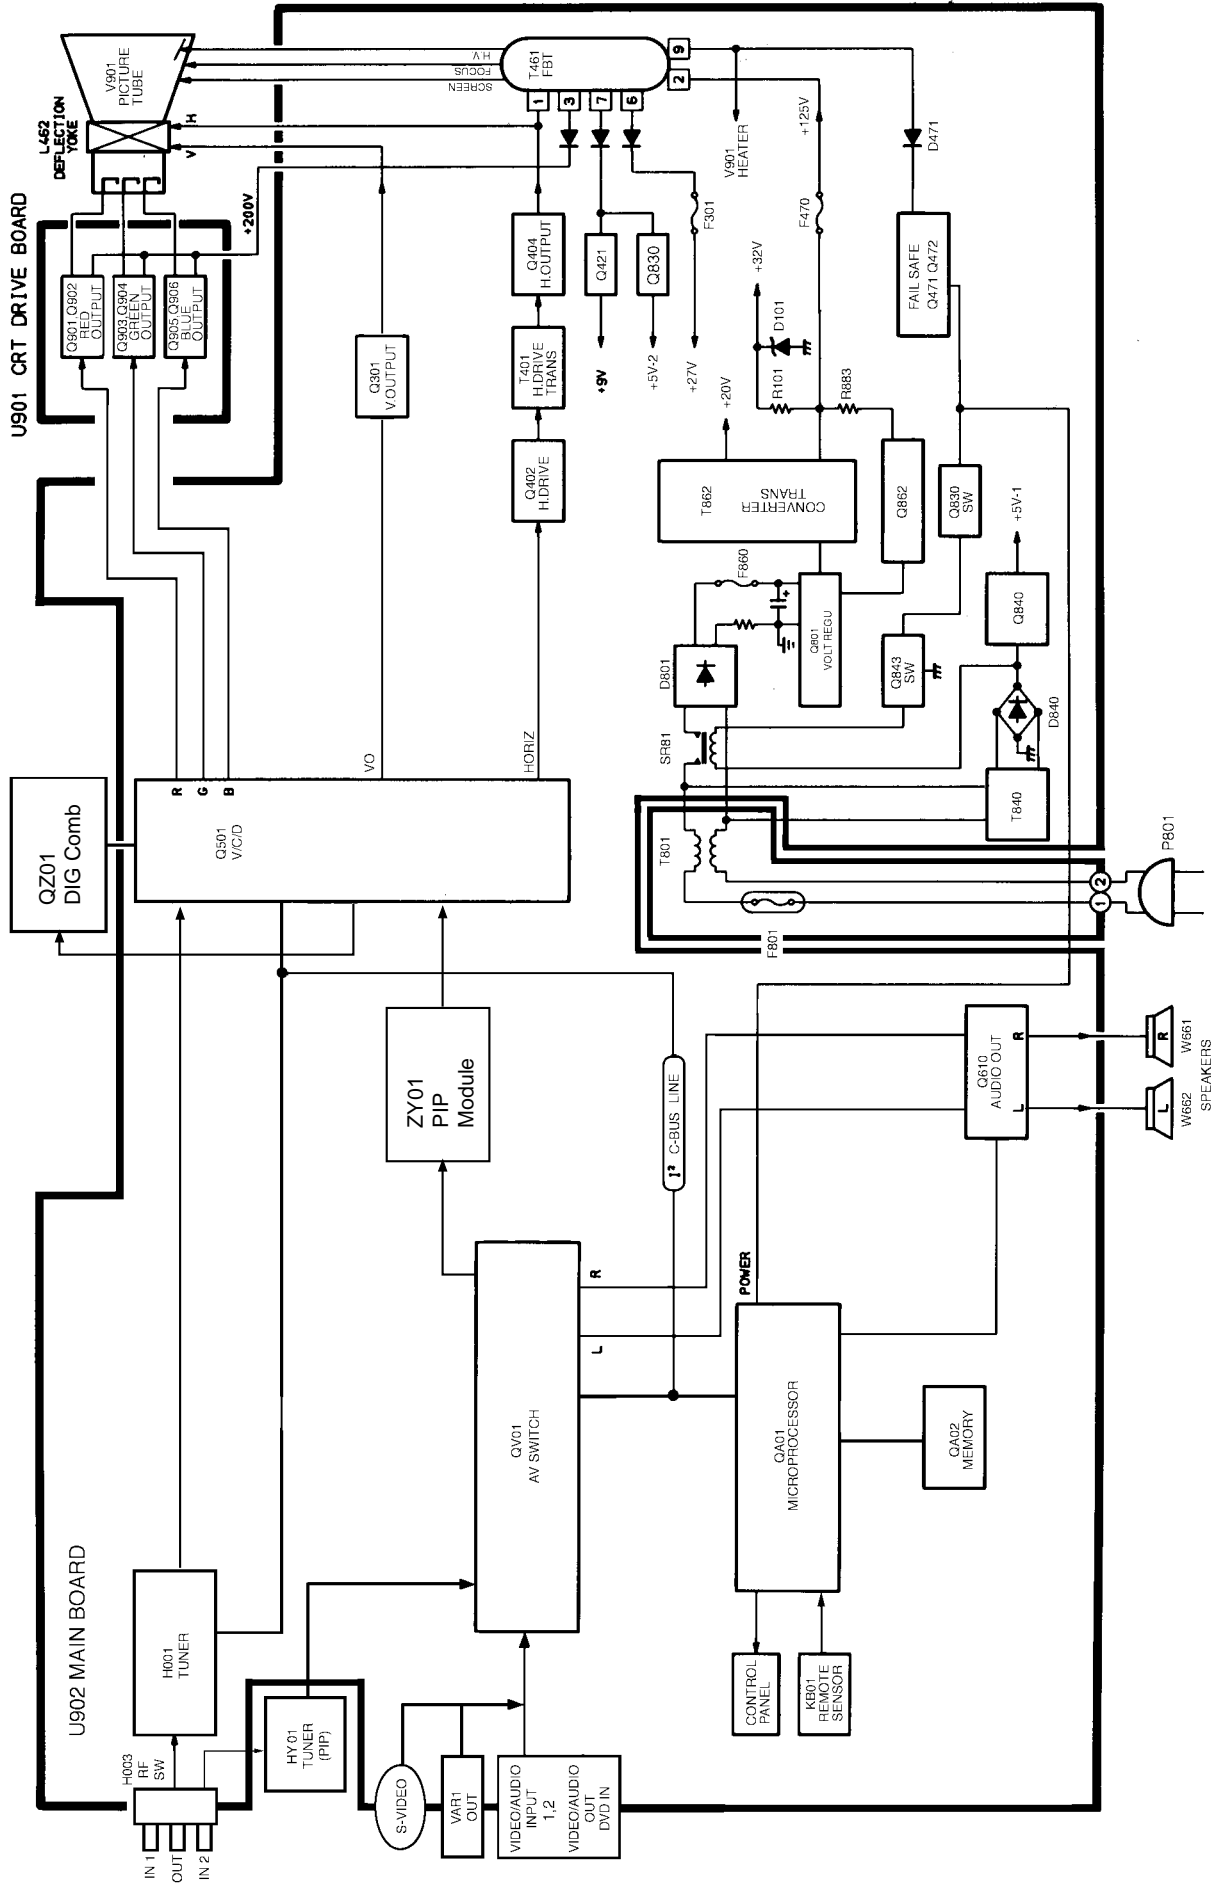 U902 MAIN BOARD
U901 CRT DRIVE BOARD
IN 1
OUT
IN 2
H003
RF
SW
H001
TUNER
HY01
TUNER
(PIP)
S-VIDEO
VAR1
OUT
VIDEO/AUDIO
INPUT
1,2
VIDEO/AUDIO
OUT
DVD IN
QV01
AV SWITCH
L
R
ZY01
PIP
Module
QZ01
DIG Comb
Q501
V/C/D
R
G
B
VO
HORIZ
I² C-BUS LINE
CONTROL
PANEL
KB01
REMOTE
SENSOR
QA01
MICROPROCESSOR
POWER
QA02
MEMORY
Q610
AUDIO OUT
L
R
L
R
W662
W661
SPEAKERS
Q901,Q902
RED
OUTPUT
Q903,Q904
GREEN
OUTPUT
Q905,Q906
BLUE
OUTPUT
+200V
L462
DEFLECTION
YOKE
V901
PICTURE
TUBE
V
H
H.V
FOCUS
SCREEN
Q301
V.OUTPUT
Q402
H.DRIVE
T401
H.DRIVE
TRANS
Q404
H.OUTPUT
T461
FBT
1
3
7
6
2
9
+9V
Q421
+5V-2
Q830
+27V
F301
V901
HEATER
+125V
F470
D471
FAIL SAFE
Q471 Q472
+32V
D101
R101
R883
+20V
T862
CONVERTER
TRANS
Q862
Q830
SW
F860
+
Q801
VOLT REGU
D801
SR81
Q843
SW
+5V-1
Q840
D840
T840
T801
F801
1
2
P801